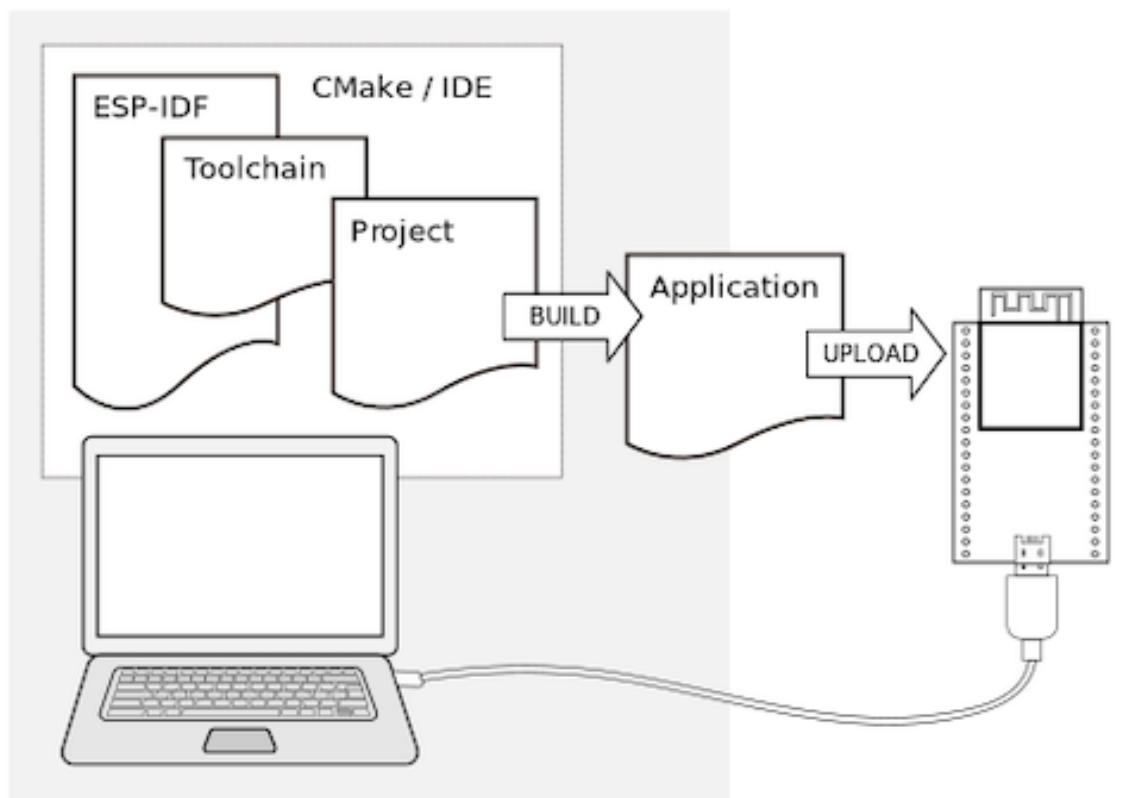 CMake / IDE
ESP-IDF
Toolchain
Project
BUILD
Application
UPLOAD